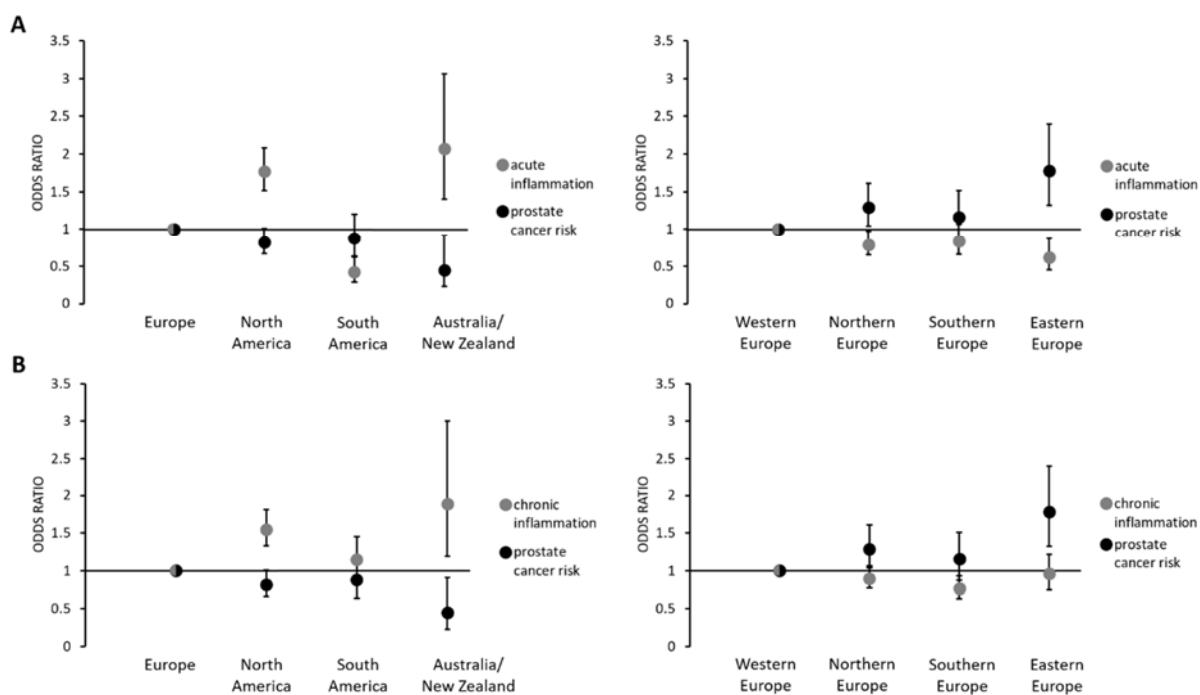 A
3.5
3
2.5
2
1.5
1
0.5
0
ODDS RATIO
Europe
North
America
South
America
Australia/
New Zealand
acute
inflammation
prostate
cancer risk
3.5
3
2.5
2
1.5
1
0.5
0
ODDS RATIO
Western
Europe
Northern
Europe
Southern
Europe
Eastern
Europe
acute
inflammation
prostate
cancer risk
B
3.5
3
2.5
2
1.5
1
0.5
0
ODDS RATIO
Europe
North
America
South
America
Australia/
New Zealand
chronic
inflammation
prostate
cancer risk
3.5
3
2.5
2
1.5
1
0.5
0
ODDS RATIO
Western
Europe
Northern
Europe
Southern
Europe
Eastern
Europe
chronic
inflammation
prostate
cancer risk